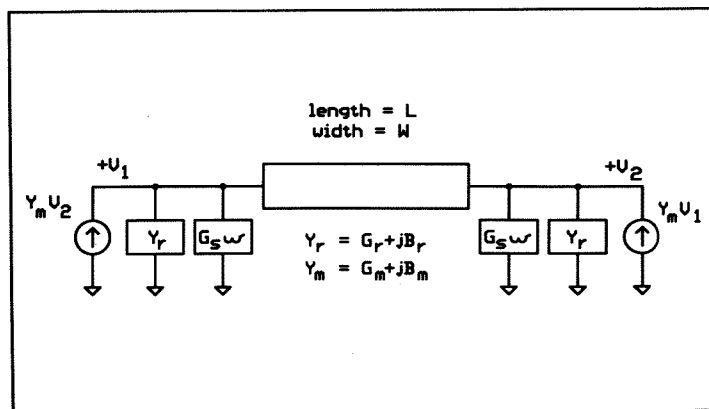 length = L
width = W
+V₁
+V₂
YₘV₂
YₘV₁
Yᵣ
Gₛω
Yᵣ = Gᵣ+jBᵣ
Yₘ = Gₘ+jBₘ
Gₛω
Yᵣ